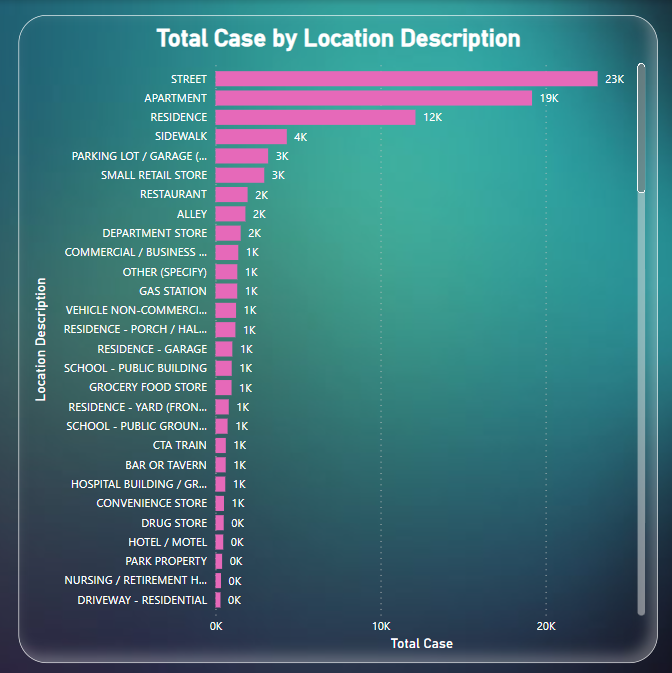 Total Case by Location Description
STREET 23K
APARTMENT 19K
RESIDENCE 12K
SIDEWALK 4K
PARKING LOT / GARAGE (... 3K
SMALL RETAIL STORE 3K
RESTAURANT 2K
ALLEY 2K
DEPARTMENT STORE 2K
COMMERCIAL / BUSINESS ... 1K
OTHER (SPECIFY) 1K
GAS STATION 1K
VEHICLE NON-COMMERCI... 1K
RESIDENCE - PORCH / HAL... 1K
RESIDENCE - GARAGE 1K
SCHOOL - PUBLIC BUILDING 1K
GROCERY FOOD STORE 1K
RESIDENCE - YARD (FRON... 1K
SCHOOL - PUBLIC GROUN... 1K
CTA TRAIN 1K
BAR OR TAVERN 1K
HOSPITAL BUILDING / GR... 1K
CONVENIENCE STORE 1K
DRUG STORE 0K
HOTEL / MOTEL 0K
PARK PROPERTY 0K
NURSING / RETIREMENT H... 0K
DRIVEWAY - RESIDENTIAL 0K
Location Description
0K 10K 20K
Total Case